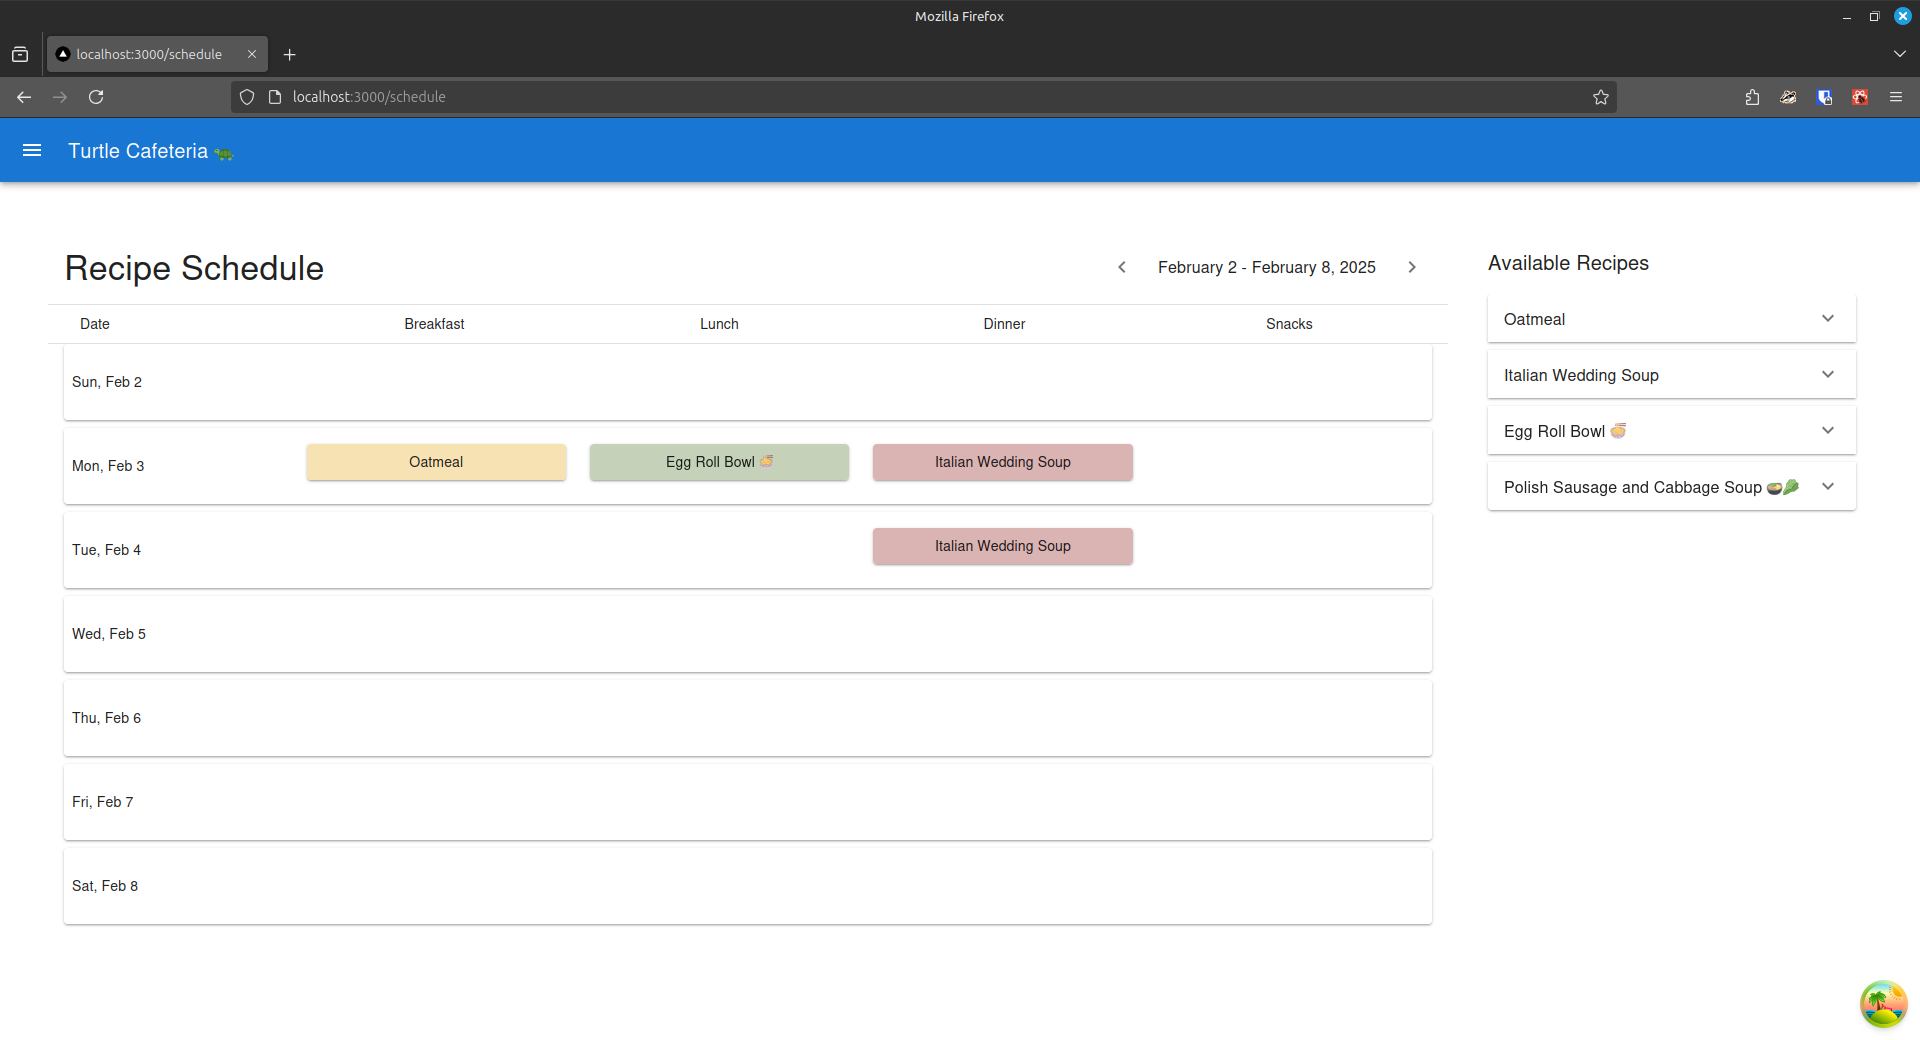 Mozilla Firefox
localhost:3000/schedule
localhost:3000/schedule
Turtle Cafeteria 🐢
Recipe Schedule
February 2 - February 8, 2025
Date Breakfast Lunch Dinner Snacks
Sun, Feb 2
Mon, Feb 3 Oatmeal Egg Roll Bowl 🍜 Italian Wedding Soup
Tue, Feb 4 Italian Wedding Soup
Wed, Feb 5
Thu, Feb 6
Fri, Feb 7
Sat, Feb 8
Available Recipes
Oatmeal
Italian Wedding Soup
Egg Roll Bowl 🍜
Polish Sausage and Cabbage Soup 🍲🥬